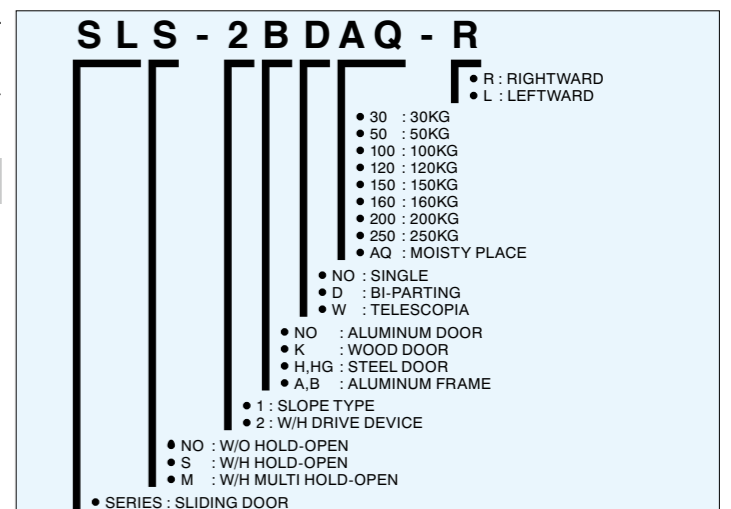 SLS - 2BDAQ - R
● R : RIGHTWARD
● L : LEFTWARD
● 30 : 30KG
● 50 : 50KG
● 100 : 100KG
● 120 : 120KG
● 150 : 150KG
● 160 : 160KG
● 200 : 200KG
● 250 : 250KG
● AQ : MOISTY PLACE
● NO : SINGLE
● D : BI-PARTING
● W : TELESCOPIA
● NO : ALUMINUM DOOR
● K : WOOD DOOR
● H,HG : STEEL DOOR
● A,B : ALUMINUM FRAME
● 1 : SLOPE TYPE
● 2 : W/H DRIVE DEVICE
● NO : W/O HOLD-OPEN
● S : W/H HOLD-OPEN
● M : W/H MULTI HOLD-OPEN
● SERIES : SLIDING DOOR